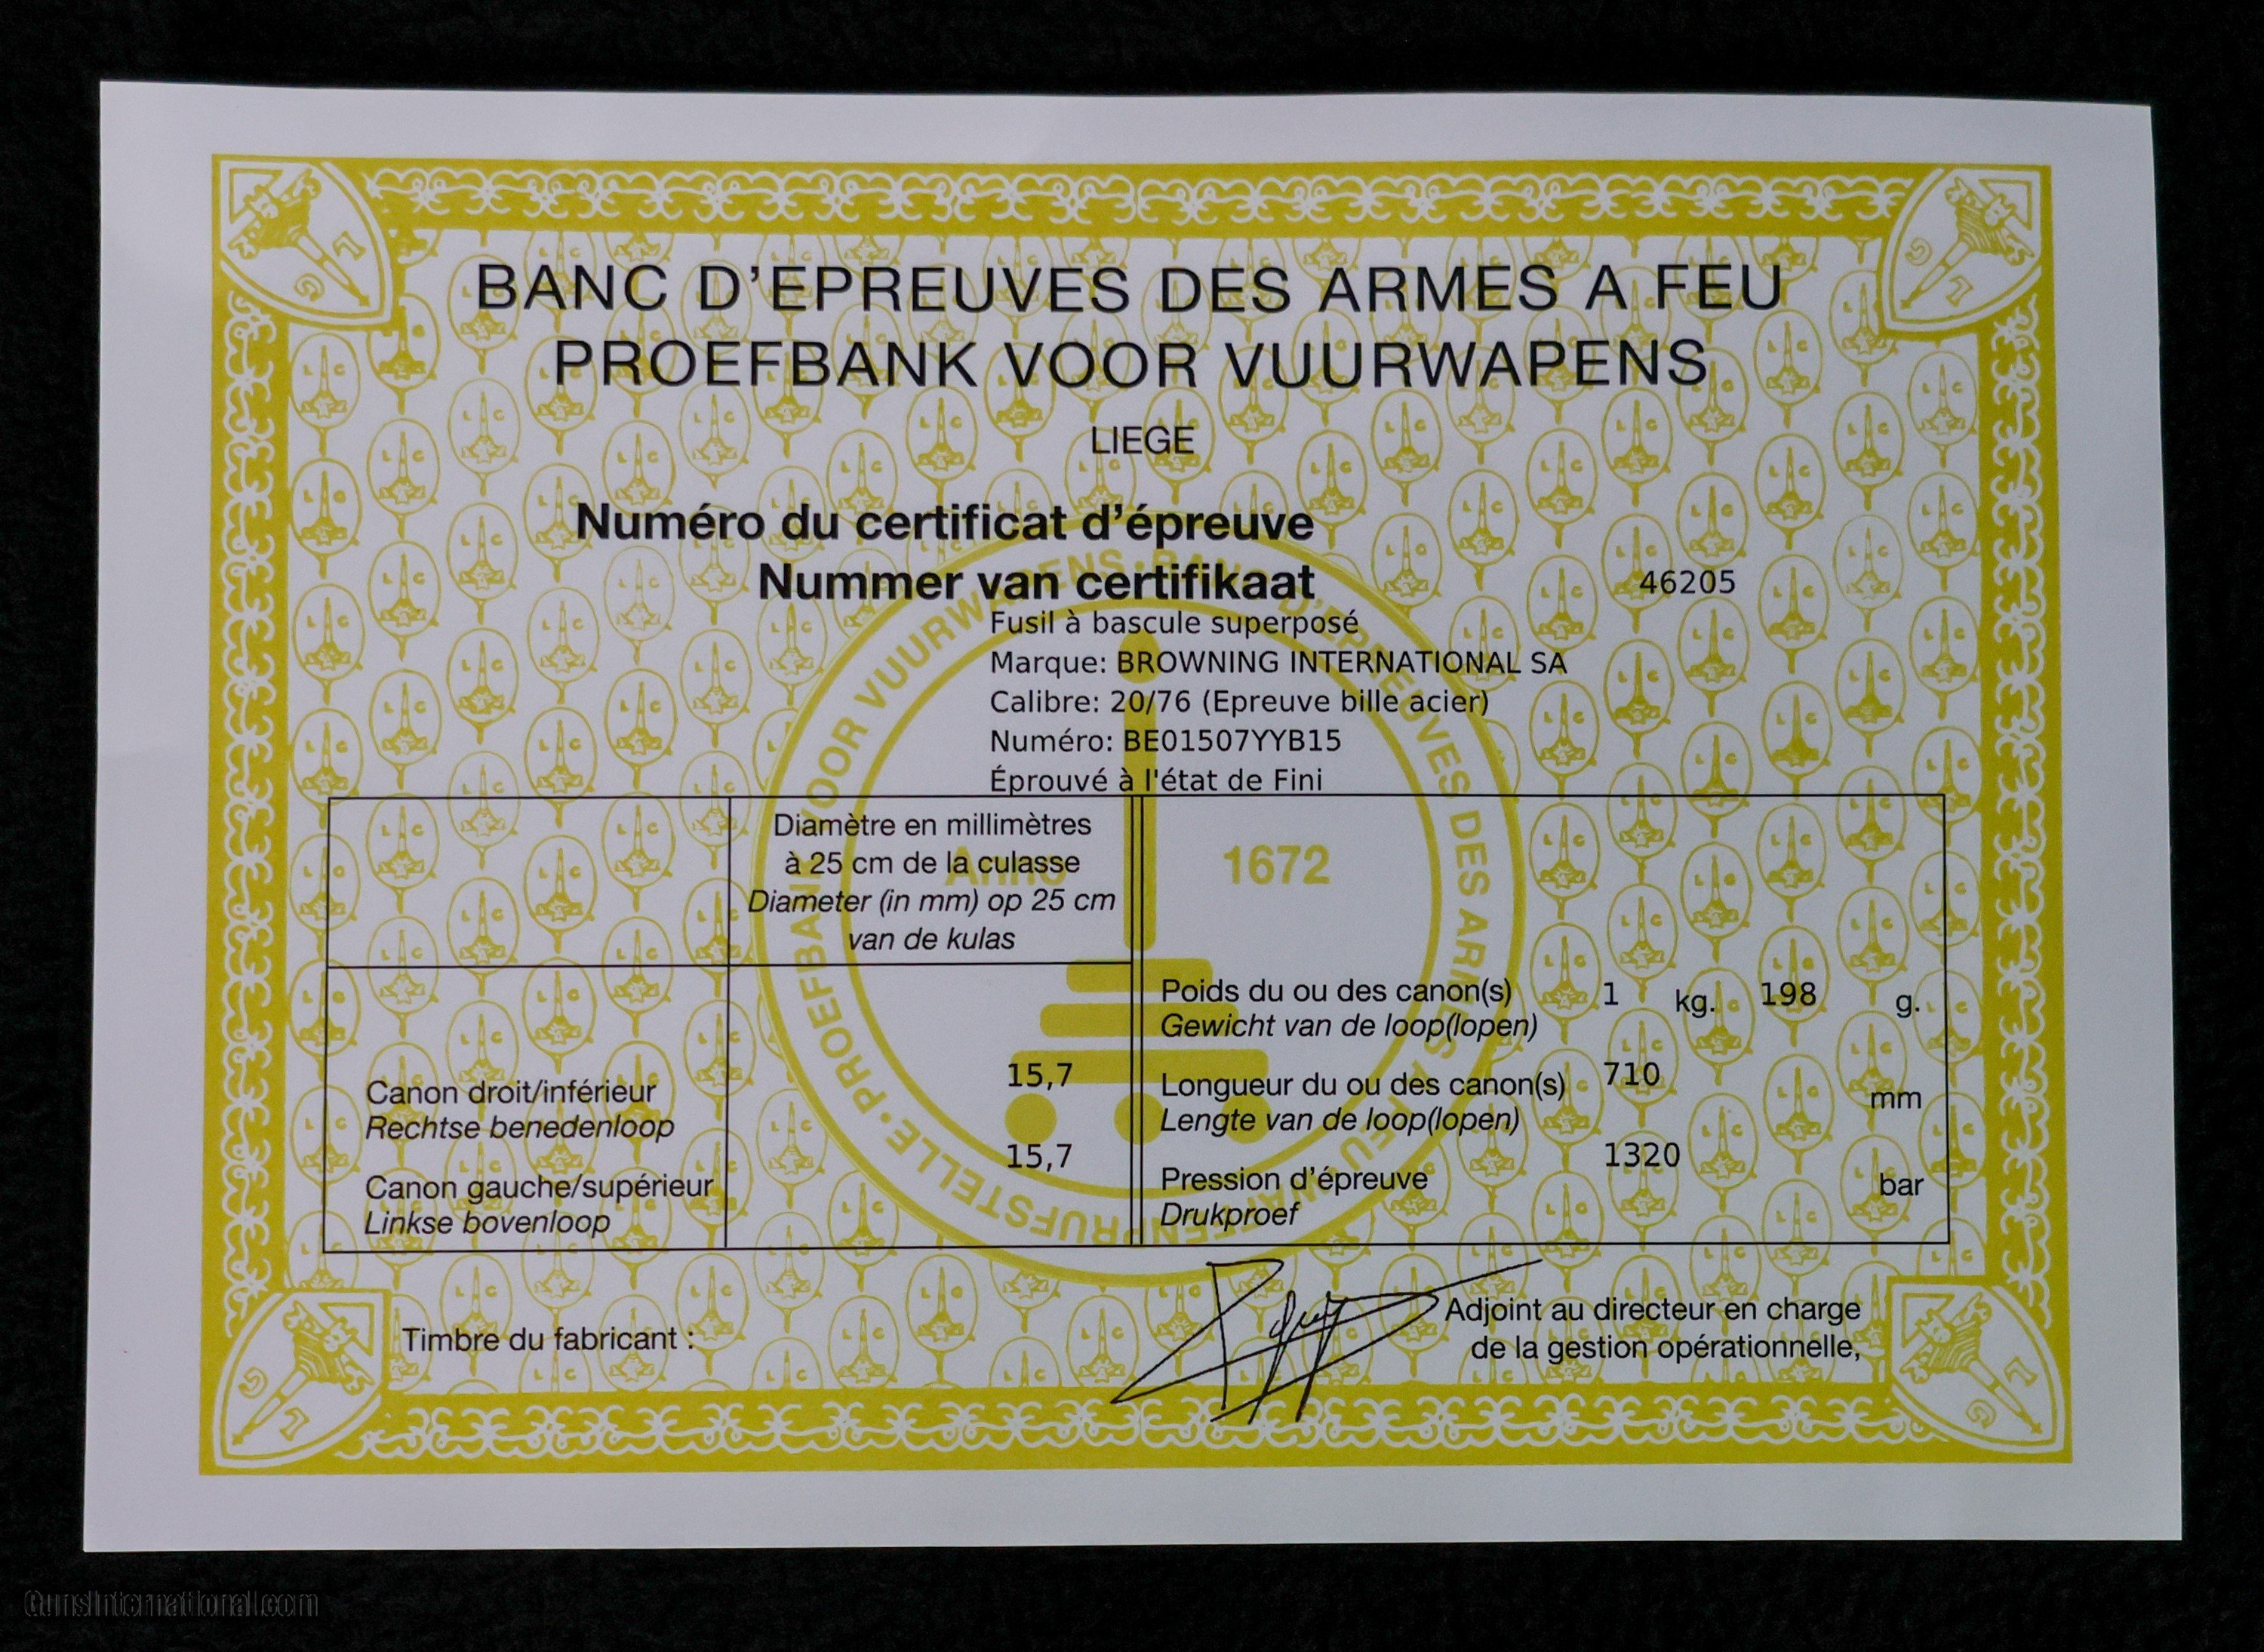 BANC D'EPREUVES DES ARMES A FEU
PROEFBANK VOOR VUURWAPENS
LIEGE
Numéro du certificat d'épreuve
Nummer van certifikaat 46205
Fusil à bascule superposé
Marque: BROWNING INTERNATIONAL SA
Calibre: 20/76 (Epreuve bille acier)
Numéro: BE01507YYB15
Éprouvé à l'état de Fini
Diamètre en millimètres
à 25 cm de la culasse
Diameter (in mm) op 25 cm
van de kulas
Anno 1672
Canon droit/inférieur 15,7
Rechtse benedenloop
Canon gauche/supérieur 15,7
Linkse bovenloop
Poids du ou des canon(s) 1 kg. 198 g.
Gewicht van de loop(lopen)
Longueur du ou des canon(s) 710 mm
Lengte van de loop(lopen)
Pression d'épreuve 1320 bar
Drukproef
Timbre du fabricant :
Adjoint au directeur en charge
de la gestion opérationnelle,
GunsInternational.com